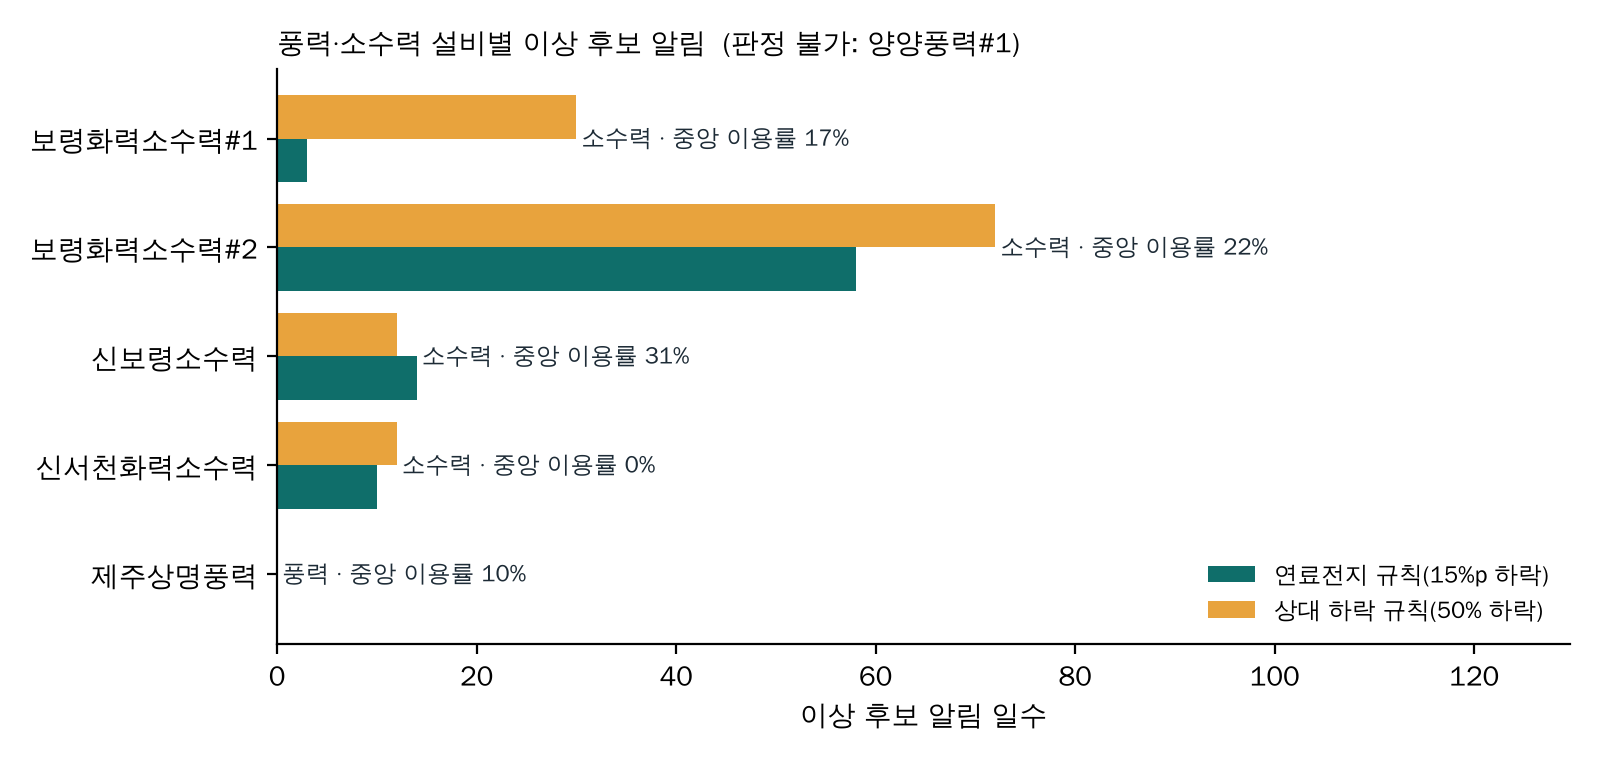 풍력·소수력 설비별 이상 후보 알림 (판정 불가: 양양풍력#1)
보령화력소수력#1
소수력 · 중앙 이용률 17%
보령화력소수력#2
소수력 · 중앙 이용률 22%
신보령소수력
소수력 · 중앙 이용률 31%
신서천화력소수력
소수력 · 중앙 이용률 0%
제주상명풍력
풍력 · 중앙 이용률 10%
연료전지 규칙(15%p 하락)
상대 하락 규칙(50% 하락)
0 20 40 60 80 100 120
이상 후보 알림 일수